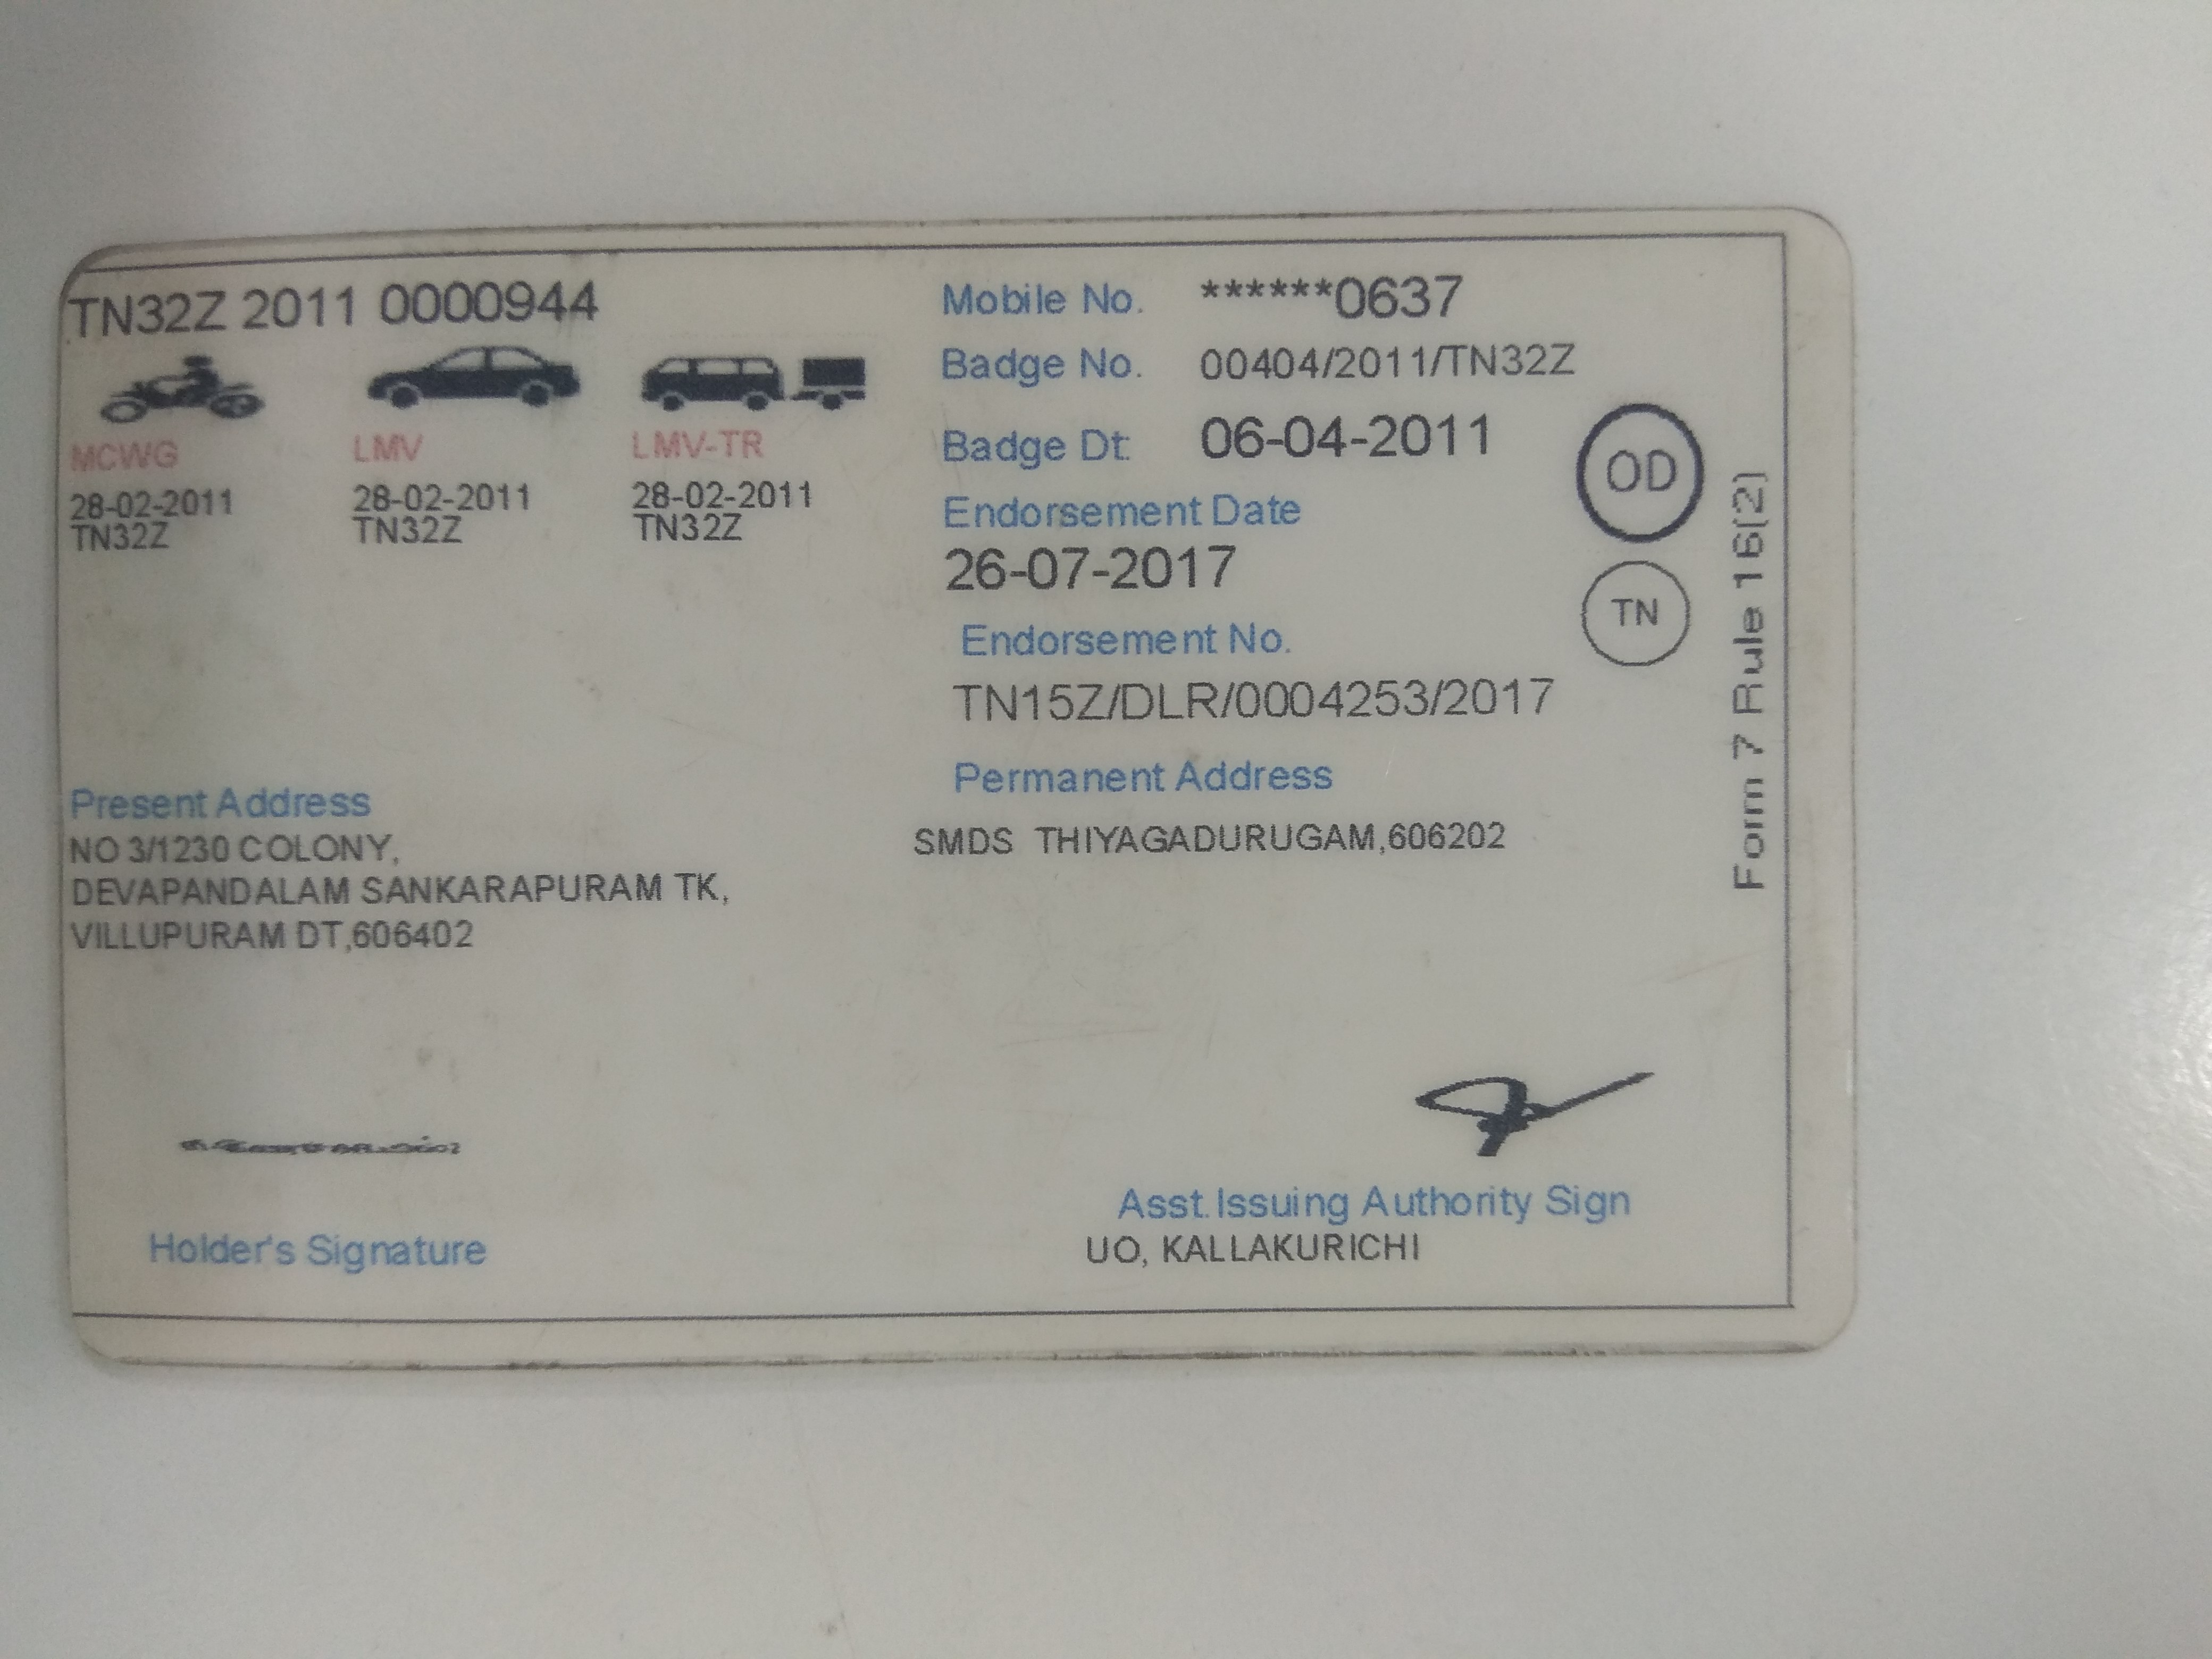 TN32Z 2011 0000944
MCWG LMV LMV-TR
28-02-2011 28-02-2011 28-02-2011
TN32Z TN32Z TN32Z
Present Address
NO 3/1230 COLONY,
DEVAPANDALAM SANKARAPURAM TK,
VILLUPURAM DT,606402
Holder's Signature
Mobile No. ******0637
Badge No. 00404/2011/TN32Z
Badge Dt: 06-04-2011
Endorsement Date
26-07-2017
Endorsement No.
TN15Z/DLR/0004253/2017
Permanent Address
SMDS THIYAGADURUGAM,606202
Asst.Issuing Authority Sign
UO, KALLAKURICHI
OD
TN
Form 7 Rule 16(2)